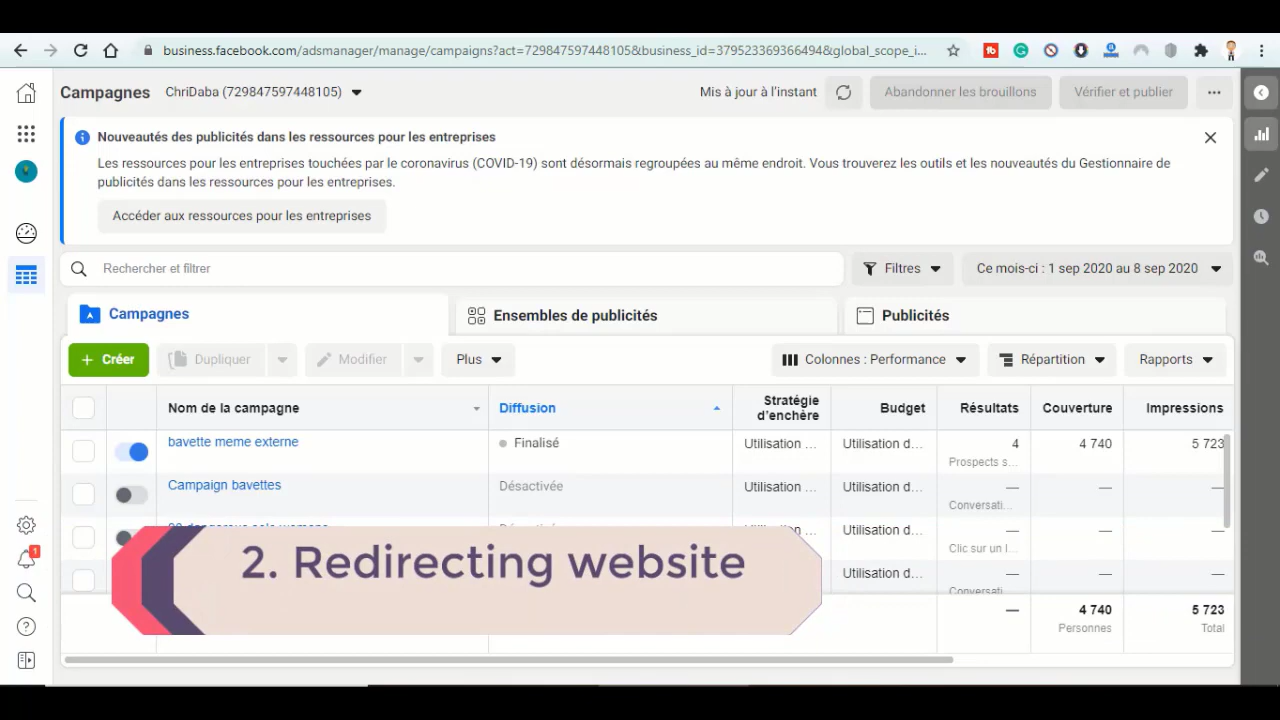 business.facebook.com/adsmanager/manage/campaigns?act=729847597448105&business_id=379523369366494&global_scope_i...
Campagnes ChriDaba (729847597448105) Mis à jour à l'instant Abandonner les brouillons Vérifier et publier
Nouveautés des publicités dans les ressources pour les entreprises
Les ressources pour les entreprises touchées par le coronavirus (COVID-19) sont désormais regroupées au même endroit. Vous trouverez les outils et les nouveautés du Gestionnaire de
publicités dans les ressources pour les entreprises.
Accéder aux ressources pour les entreprises
Rechercher et filtrer Filtres Ce mois-ci : 1 sep 2020 au 8 sep 2020
Campagnes Ensembles de publicités Publicités
+ Créer Dupliquer Modifier Plus Colonnes : Performance Répartition Rapports
Nom de la campagne Diffusion Stratégie d'enchère Budget Résultats Couverture Impressions
bavette meme externe Finalisé Utilisation ... Utilisation d... 4 4 740 5 723
Prospects s...
Campaign bavettes Désactivée Utilisation ... Utilisation d... — — —
Conversati...
Utilisation d... — — —
Clic sur un l...
Utilisation d... — — —
Conversati...
2. Redirecting website
— 4 740 5 723
Personnes Total
1